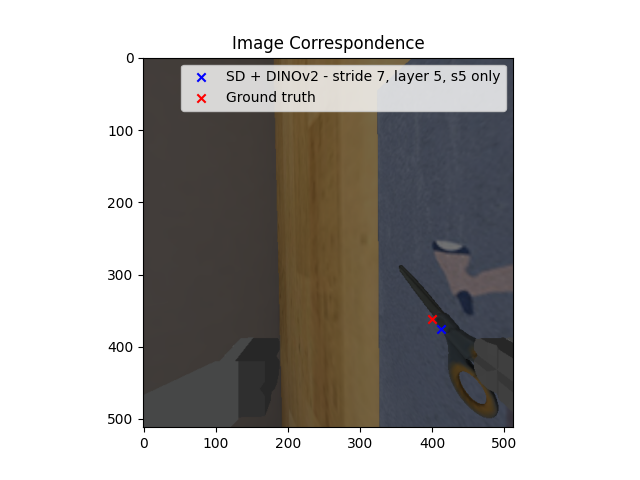 Image Correspondence
SD + DINOv2 - stride 7, layer 5, s5 only
Ground truth
0
100
200
300
400
500
0 100 200 300 400 500